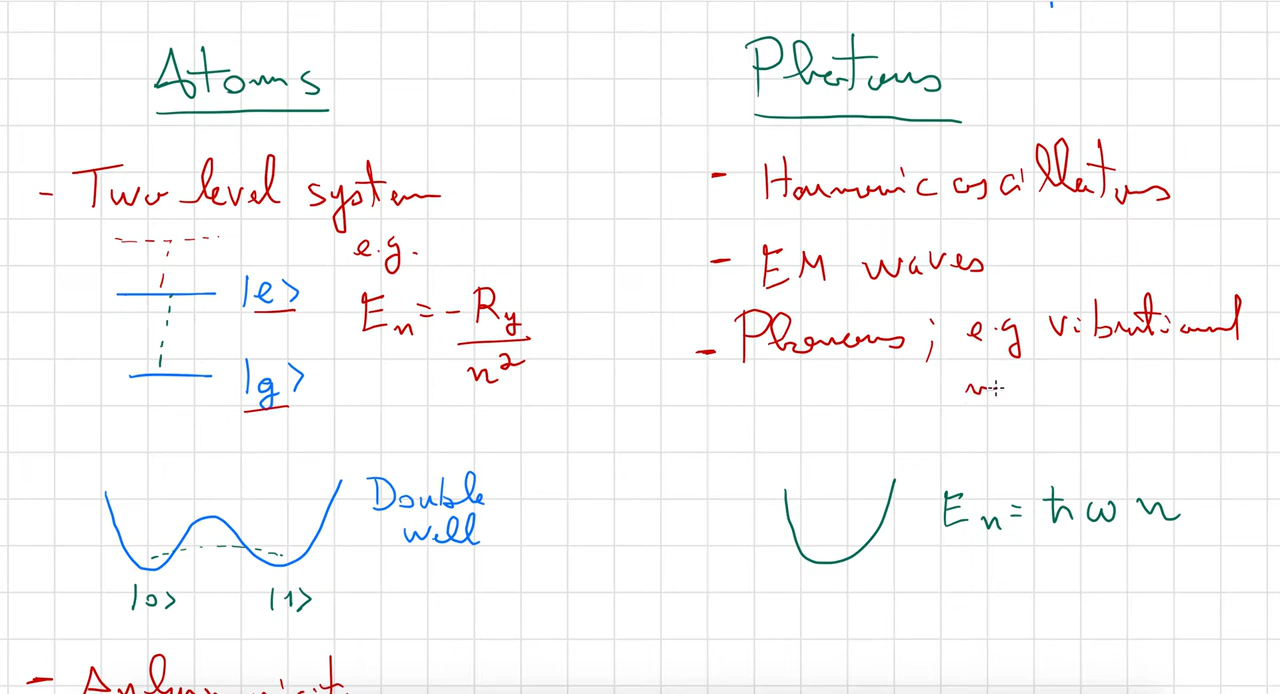 Atoms
- Two level system
e.g.
|e>
|g>
E_n = - R_y / n^2
Double
well
|0>
|1>
Photons
- Harmonic oscillators
- EM waves
- Phonons ; e.g vibrational
E_n = ħ ω n